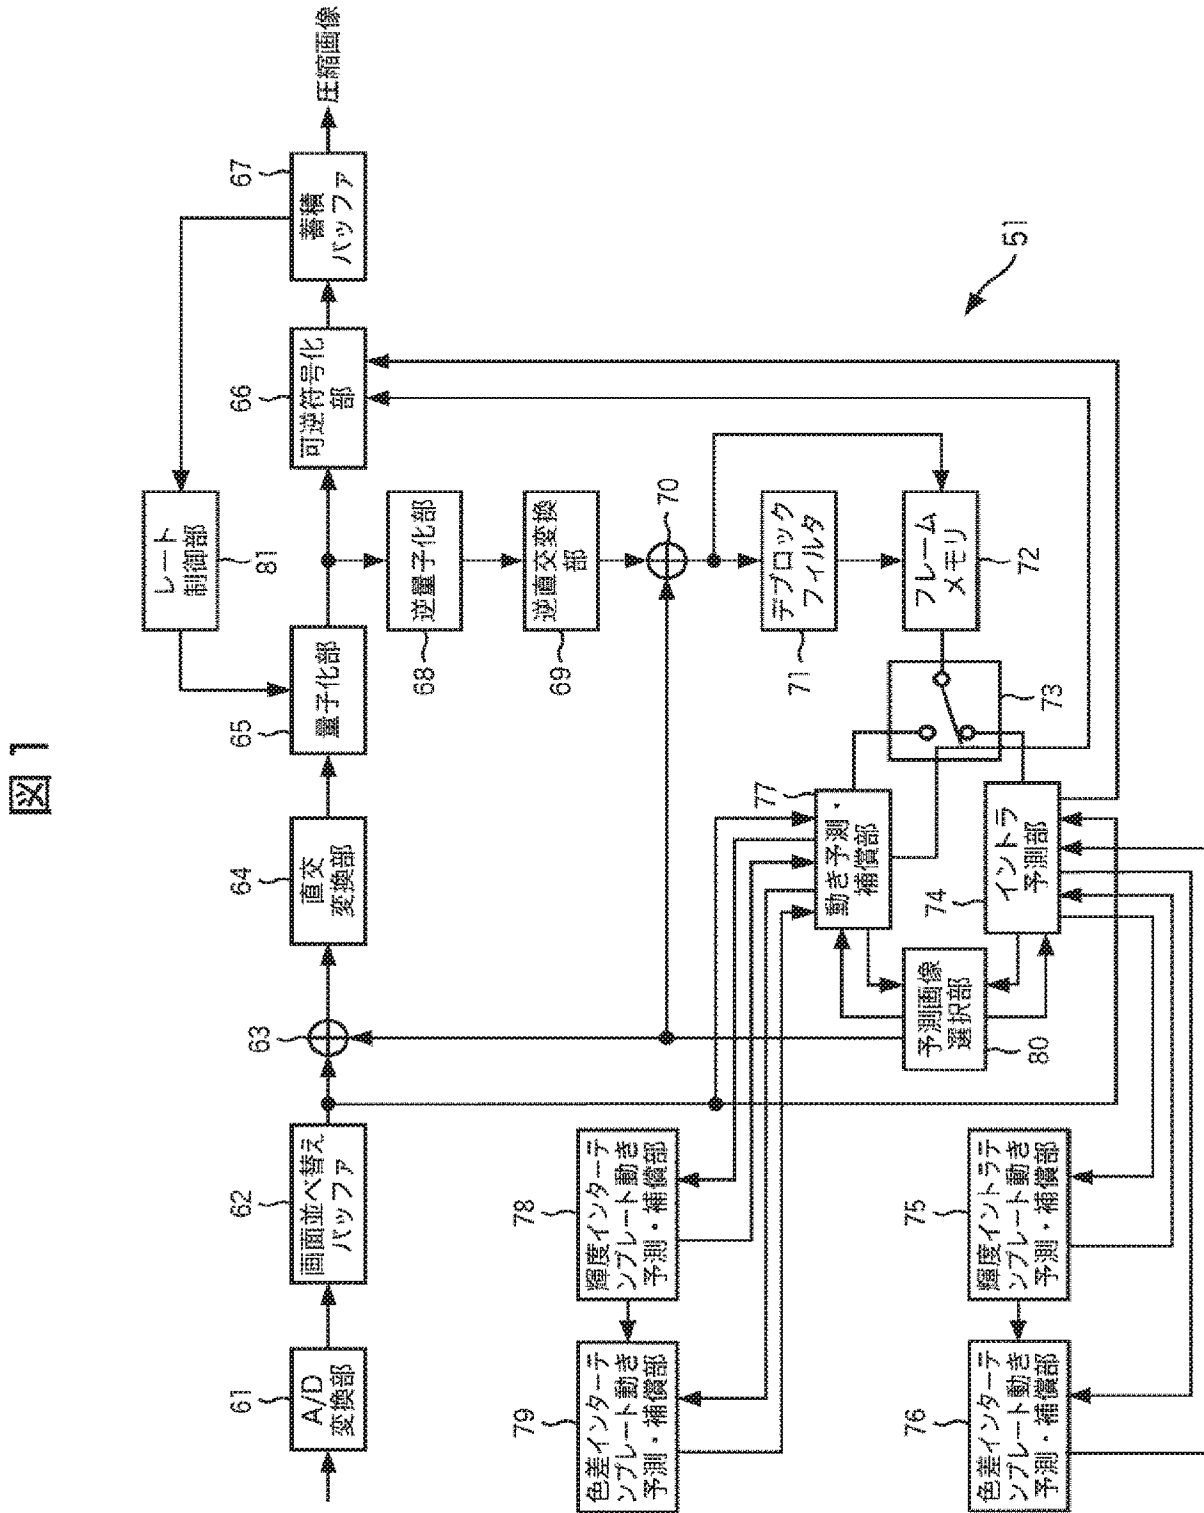 図 1
61
A/D
変換部
62
画面並べ替え
バッファ
63
64
直交
変換部
65
量子化部
レート
制御部
81
66
可逆符号化
部
67
蓄積
バッファ
圧縮画像
68
逆量子化部
69
逆直交変換
部
70
71
デブロック
フィルタ
72
フレーム
メモリ
73
51
77
動き予測・
補償部
74
イントラ
予測部
予測画像
選択部
80
78
輝度インターテ
ンプレート動き
予測・補償部
79
色差インターテ
ンプレート動き
予測・補償部
75
輝度イントラテ
ンプレート動き
予測・補償部
76
色差インターテ
ンプレート動き
予測・補償部